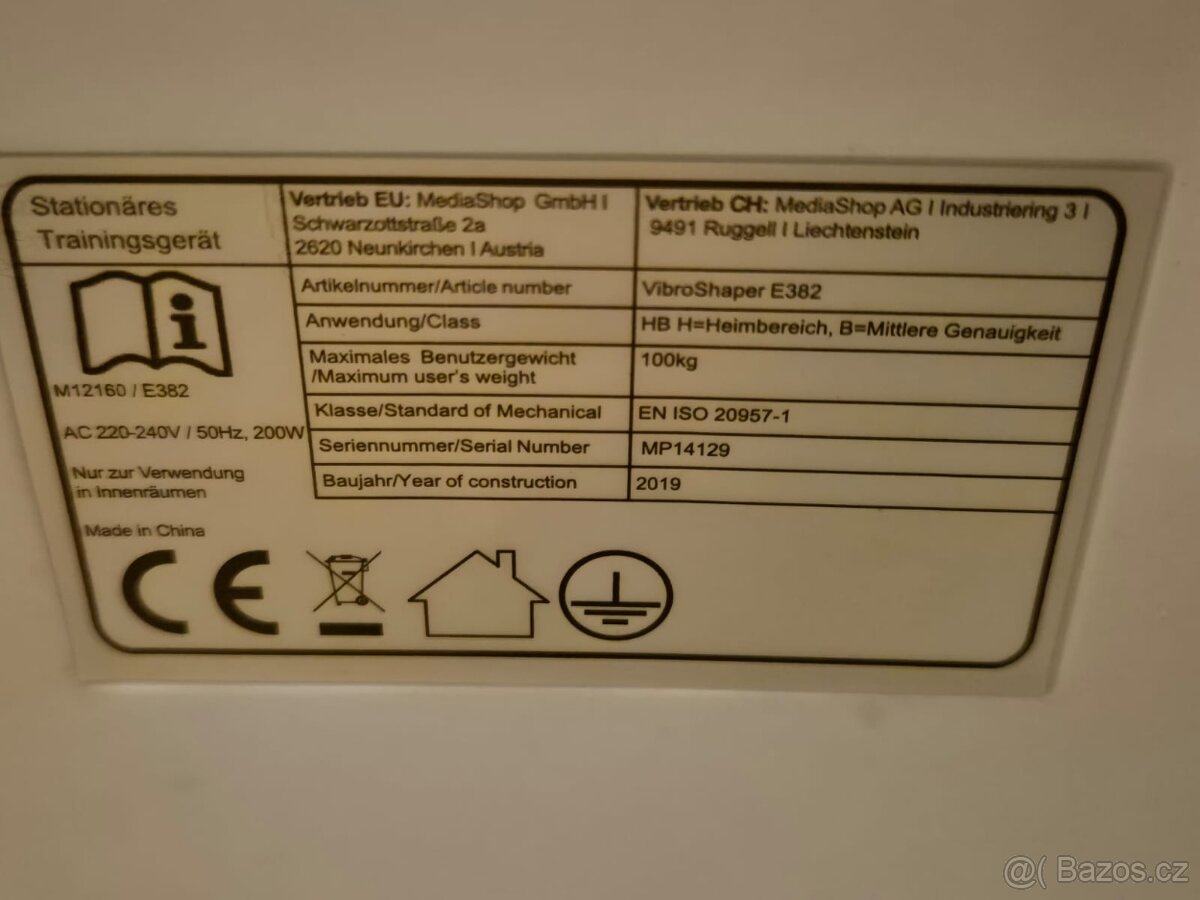 Stationäres
Trainingsgerät
Vertrieb EU: MediaShop GmbH I
Schwarzottstraße 2a
2620 Neunkirchen I Austria
Vertrieb CH: MediaShop AG I Industriering 3 I
9491 Ruggell I Liechtenstein
M12160 / E382
AC 220-240V / 50Hz, 200W
Nur zur Verwendung
in Innenräumen
Made in China
Artikelnummer/Article number
VibroShaper E382
Anwendung/Class
HB H=Heimbereich, B=Mittlere Genauigkeit
Maximales Benutzergewicht
/Maximum user's weight
100kg
Klasse/Standard of Mechanical
EN ISO 20957-1
Seriennummer/Serial Number
MP14129
Baujahr/Year of construction
2019
CE
@( Bazos.cz